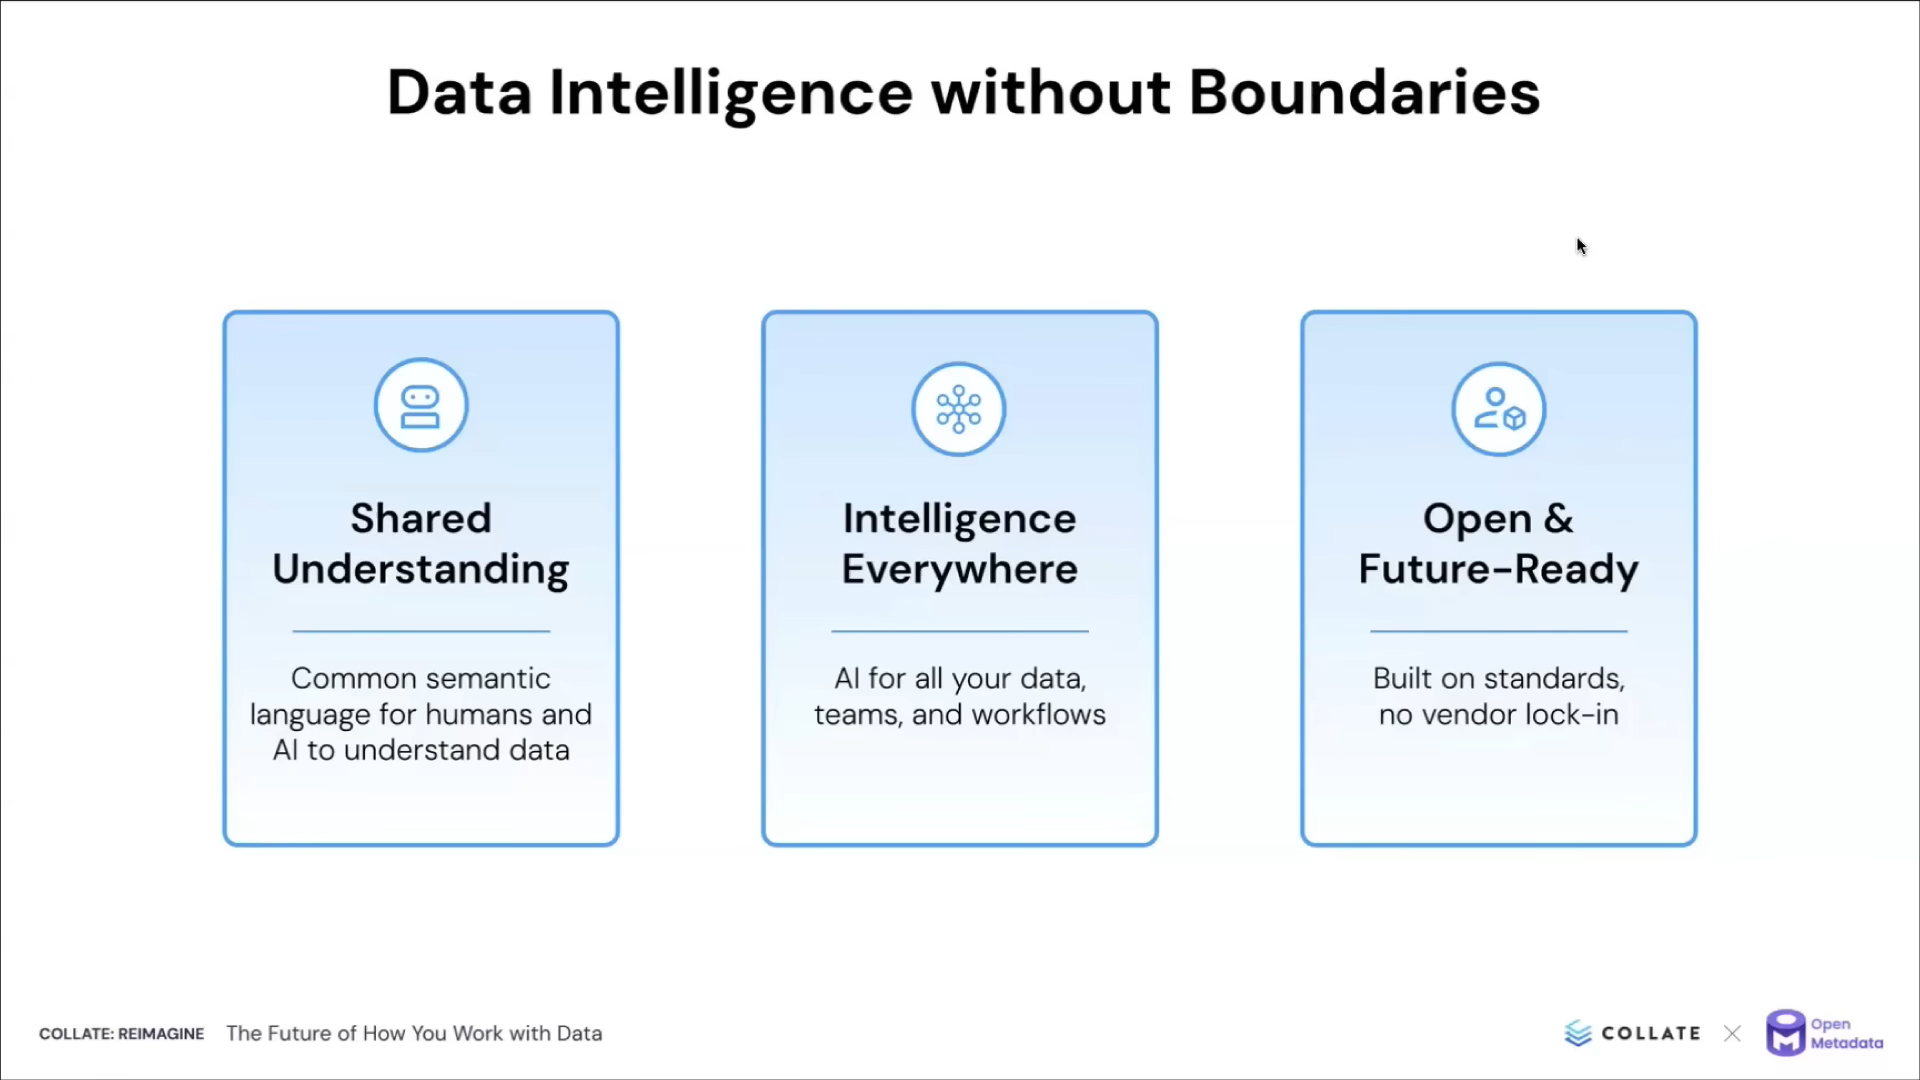 Data Intelligence without Boundaries
Shared
Understanding
Common semantic
language for humans and
AI to understand data
Intelligence
Everywhere
AI for all your data,
teams, and workflows
Open &
Future-Ready
Built on standards,
no vendor lock-in
COLLATE: REIMAGINE The Future of How You Work with Data
COLLATE
Open
Metadata